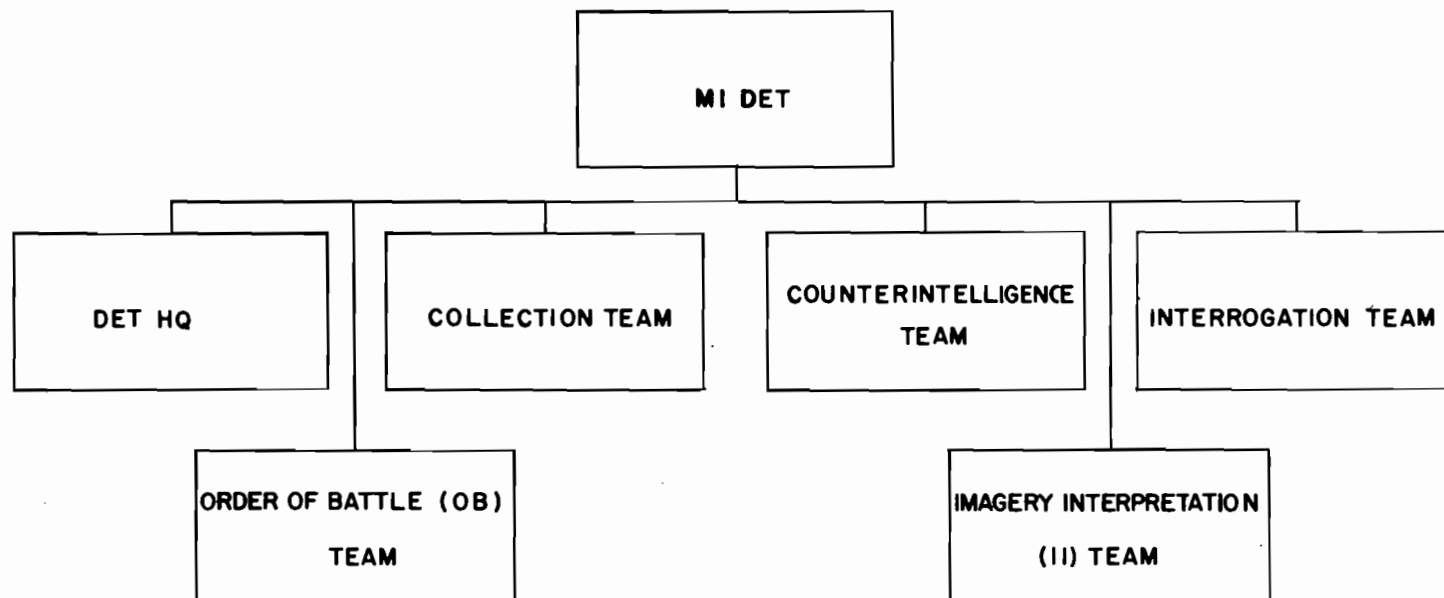 MI DET
DET HQ
COLLECTION TEAM
COUNTERINTELLIGENCE
TEAM
INTERROGATION TEAM
ORDER OF BATTLE (OB)
TEAM
IMAGERY INTERPRETATION
(II) TEAM